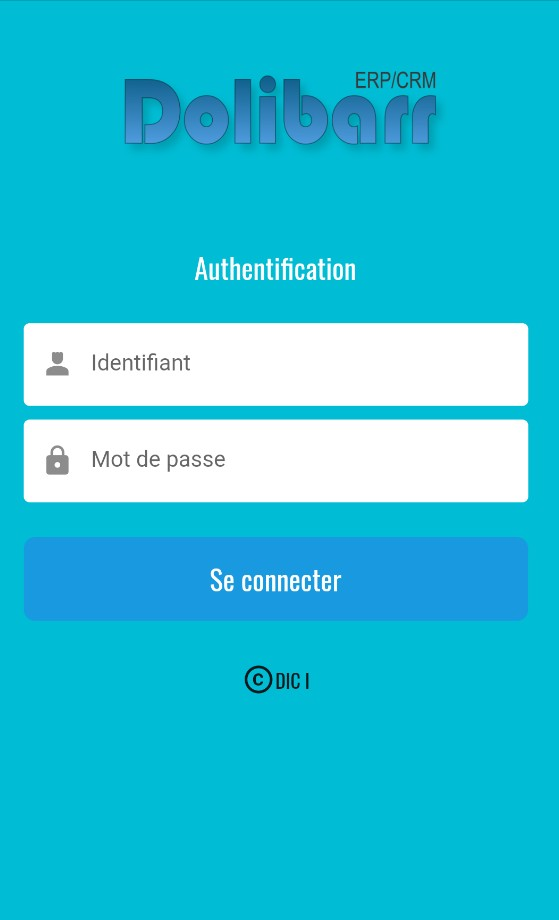 ERP/CRM
Dolibarr
Authentification
Identifiant
Mot de passe
Se connecter
© DIC I